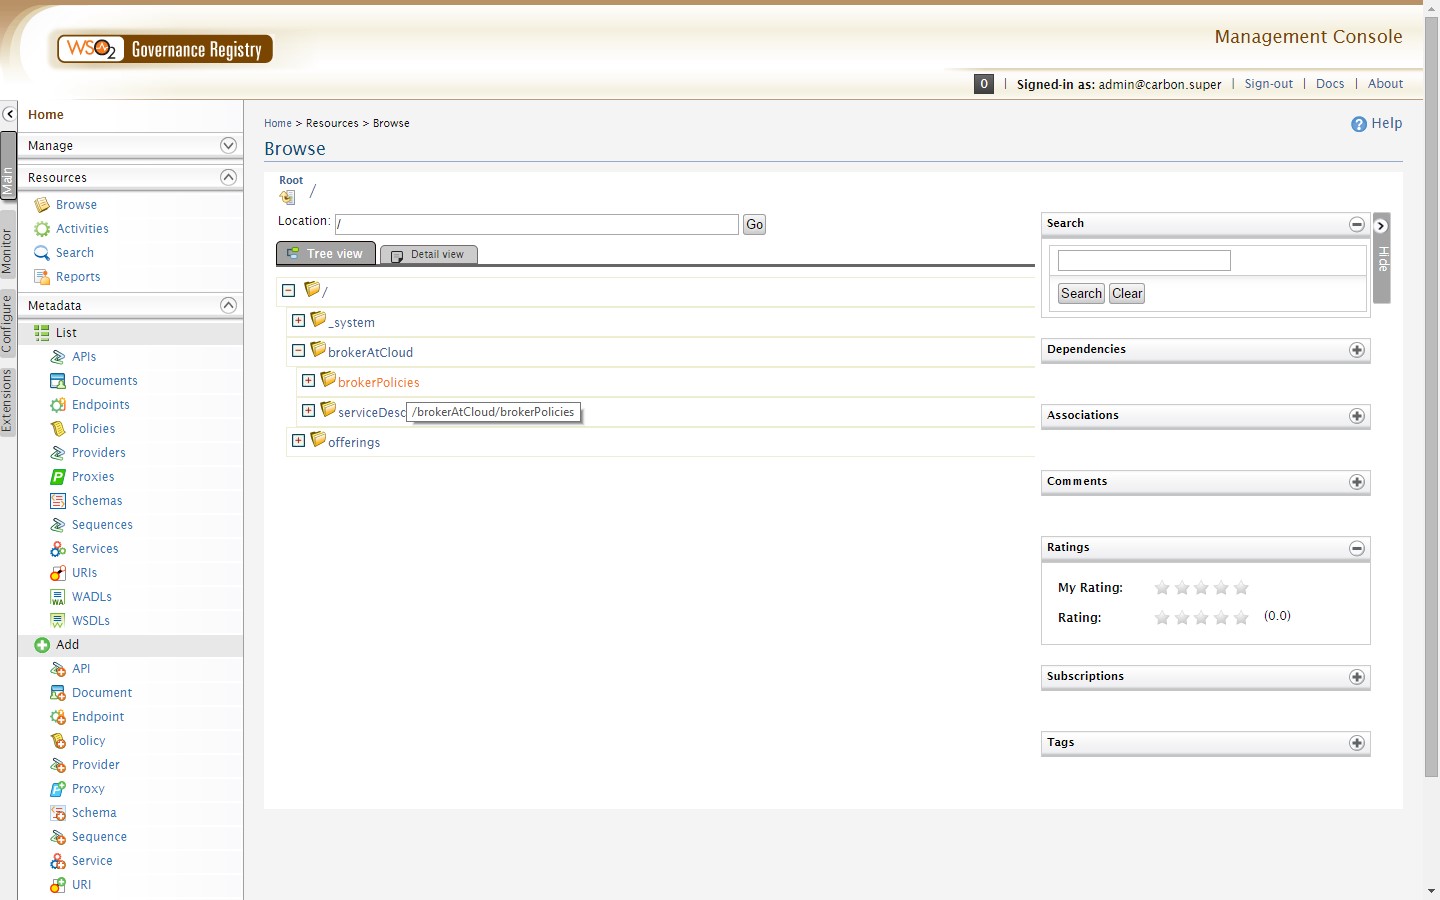 WSO2 Governance Registry
Management Console
0 | Signed-in as: admin@carbon.super | Sign-out | Docs | About
Main
Monitor
Configure
Extensions
Home
Manage
Resources
Browse
Activities
Search
Reports
Metadata
List
APIs
Documents
Endpoints
Policies
Providers
Proxies
Schemas
Sequences
Services
URIs
WADLs
WSDLs
Add
API
Document
Endpoint
Policy
Provider
Proxy
Schema
Sequence
Service
URI
Home > Resources > Browse
Help
Browse
Root
/
Location: / Go
Tree view Detail view
/
_system
brokerAtCloud
brokerPolicies
serviceDesc
/brokerAtCloud/brokerPolicies
offerings
Search
Search Clear
Hide
Dependencies
Associations
Comments
Ratings
My Rating:
Rating: (0.0)
Subscriptions
Tags